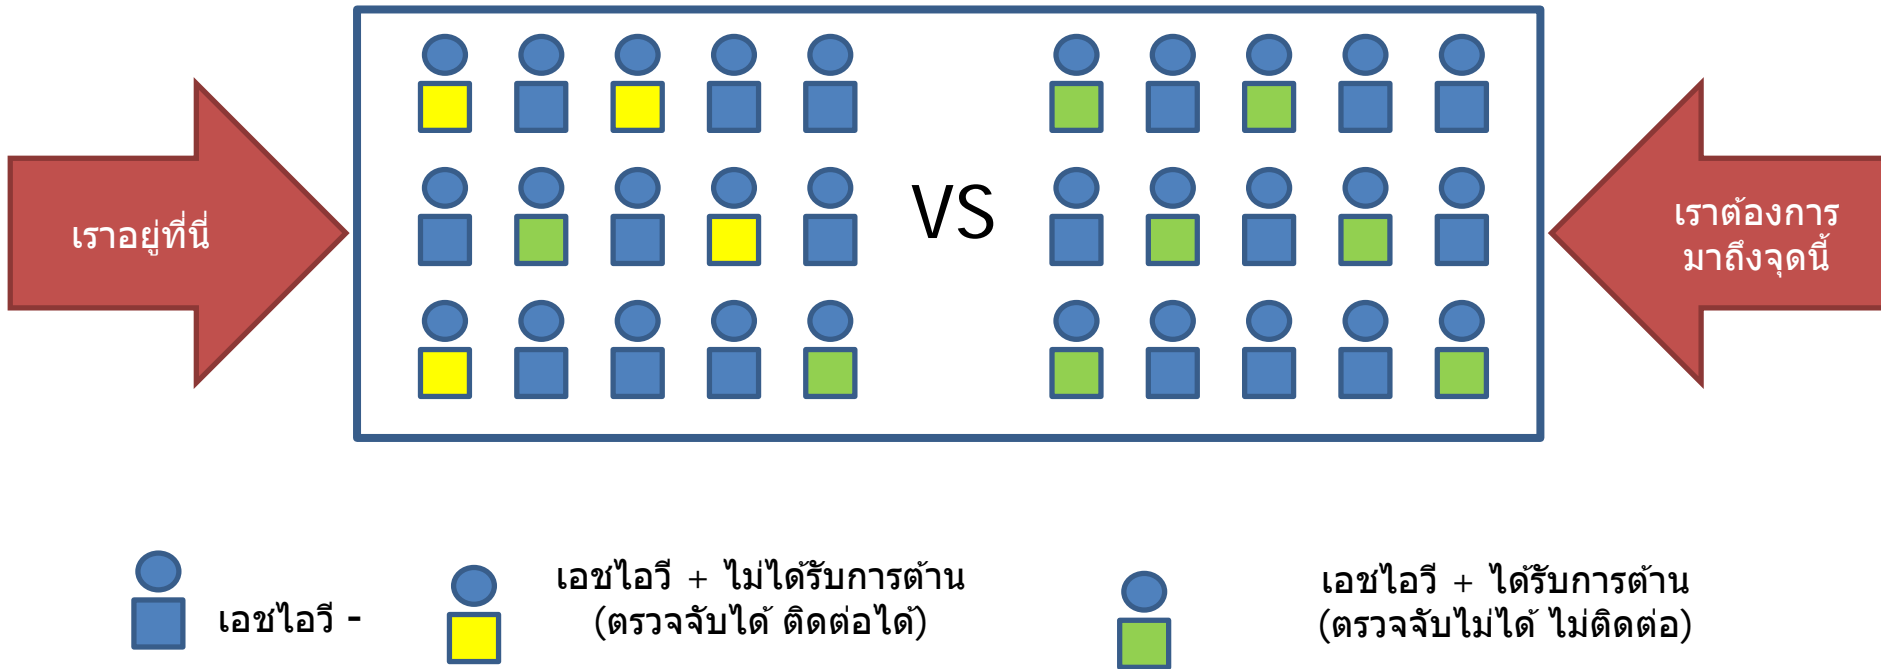 เราอยู่ที่นี่
VS
เราต้องการ
มาถึงจุดนี้
เอชไอวี -
เอชไอวี + ไม่ได้รับการต้าน
(ตรวจจับได้ ติดต่อได้)
เอชไอวี + ได้รับการต้าน
(ตรวจจับไม่ได้ ไม่ติดต่อ)